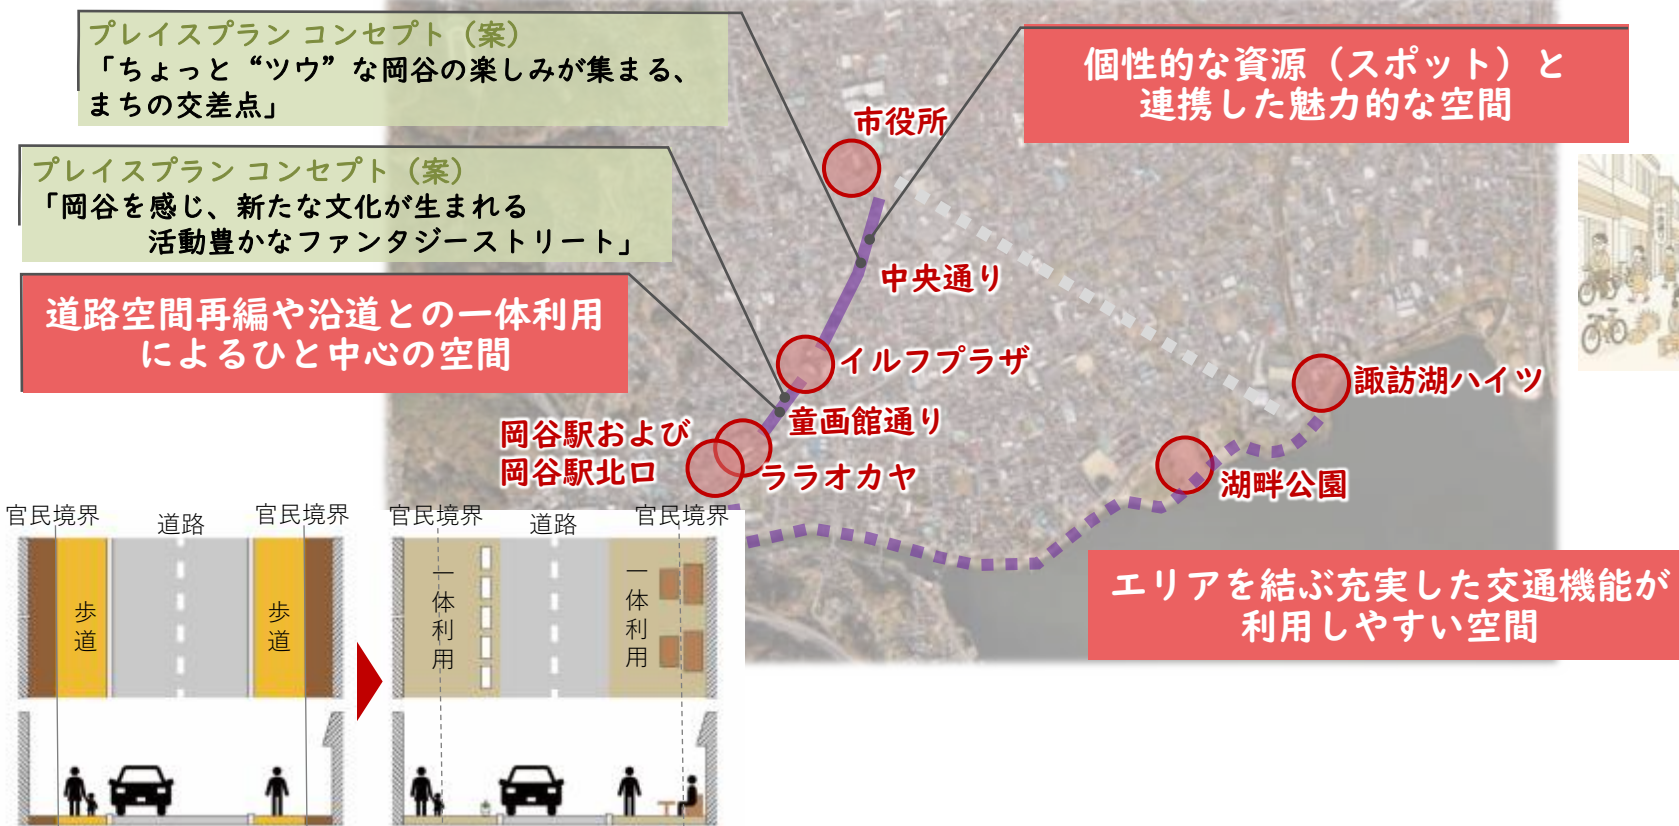 プレイスプラン コンセプト（案）
「ちょっと“ツウ”な岡谷の楽しみが集まる、
まちの交差点」
個性的な資源（スポット）と
連携した魅力的な空間
市役所
プレイスプラン コンセプト（案）
「岡谷を感じ、新たな文化が生まれる
活動豊かなファンタジーストリート」
中央通り
道路空間再編や沿道との一体利用
によるひと中心の空間
イルフプラザ
諏訪湖ハイツ
童画館通り
岡谷駅および
岡谷駅北口
ララオカヤ
湖畔公園
エリアを結ぶ充実した交通機能が
利用しやすい空間
官民境界
道路
官民境界
歩道
歩道
官民境界
道路
官民境界
一体利用
一体利用